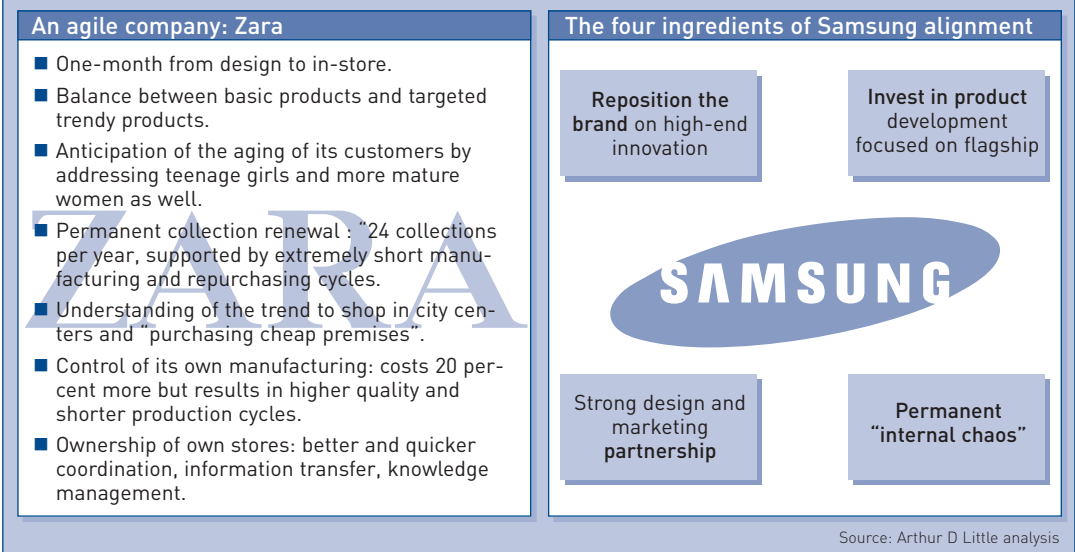 An agile company: Zara
■ One-month from design to in-store.
■ Balance between basic products and targeted
trendy products.
■ Anticipation of the aging of its customers by
addressing teenage girls and more mature
women as well.
■ Permanent collection renewal : “24 collections
per year, supported by extremely short manu-
facturing and repurchasing cycles.
■ Understanding of the trend to shop in city cen-
ters and “purchasing cheap premises”.
■ Control of its own manufacturing: costs 20 per-
cent more but results in higher quality and
shorter production cycles.
■ Ownership of own stores: better and quicker
coordination, information transfer, knowledge
management.
ZARA
The four ingredients of Samsung alignment
Reposition the
brand on high-end
innovation
Invest in product
development
focused on flagship
SAMSUNG
Strong design and
marketing
partnership
Permanent
“internal chaos”
Source: Arthur D Little analysis